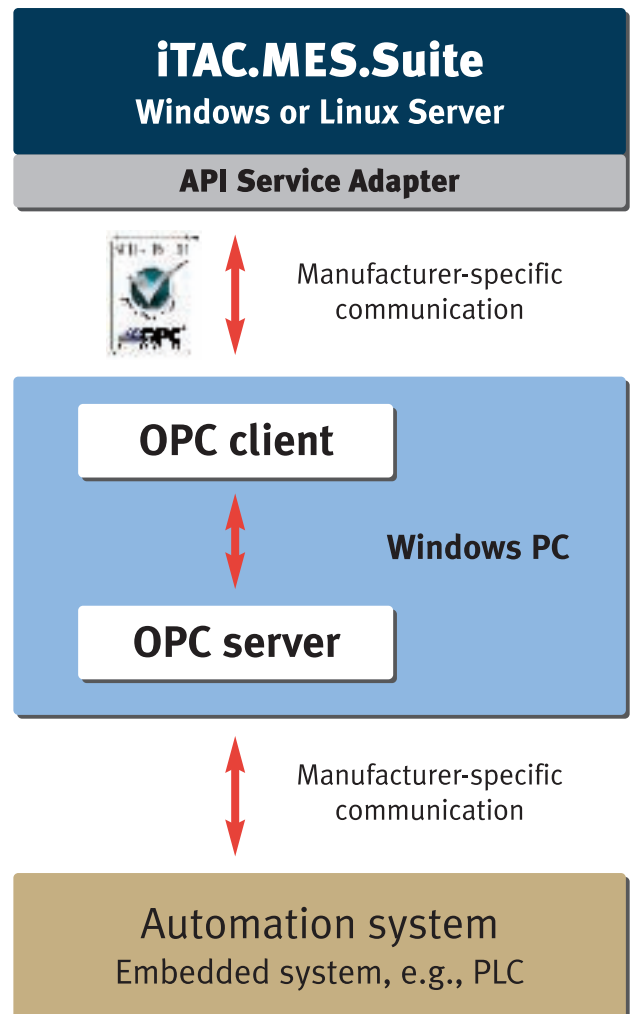 iTAC.MES.Suite
Windows or Linux Server
API Service Adapter
OPC
Manufacturer-specific
communication
OPC client
Windows PC
OPC server
Manufacturer-specific
communication
Automation system
Embedded system, e.g., PLC